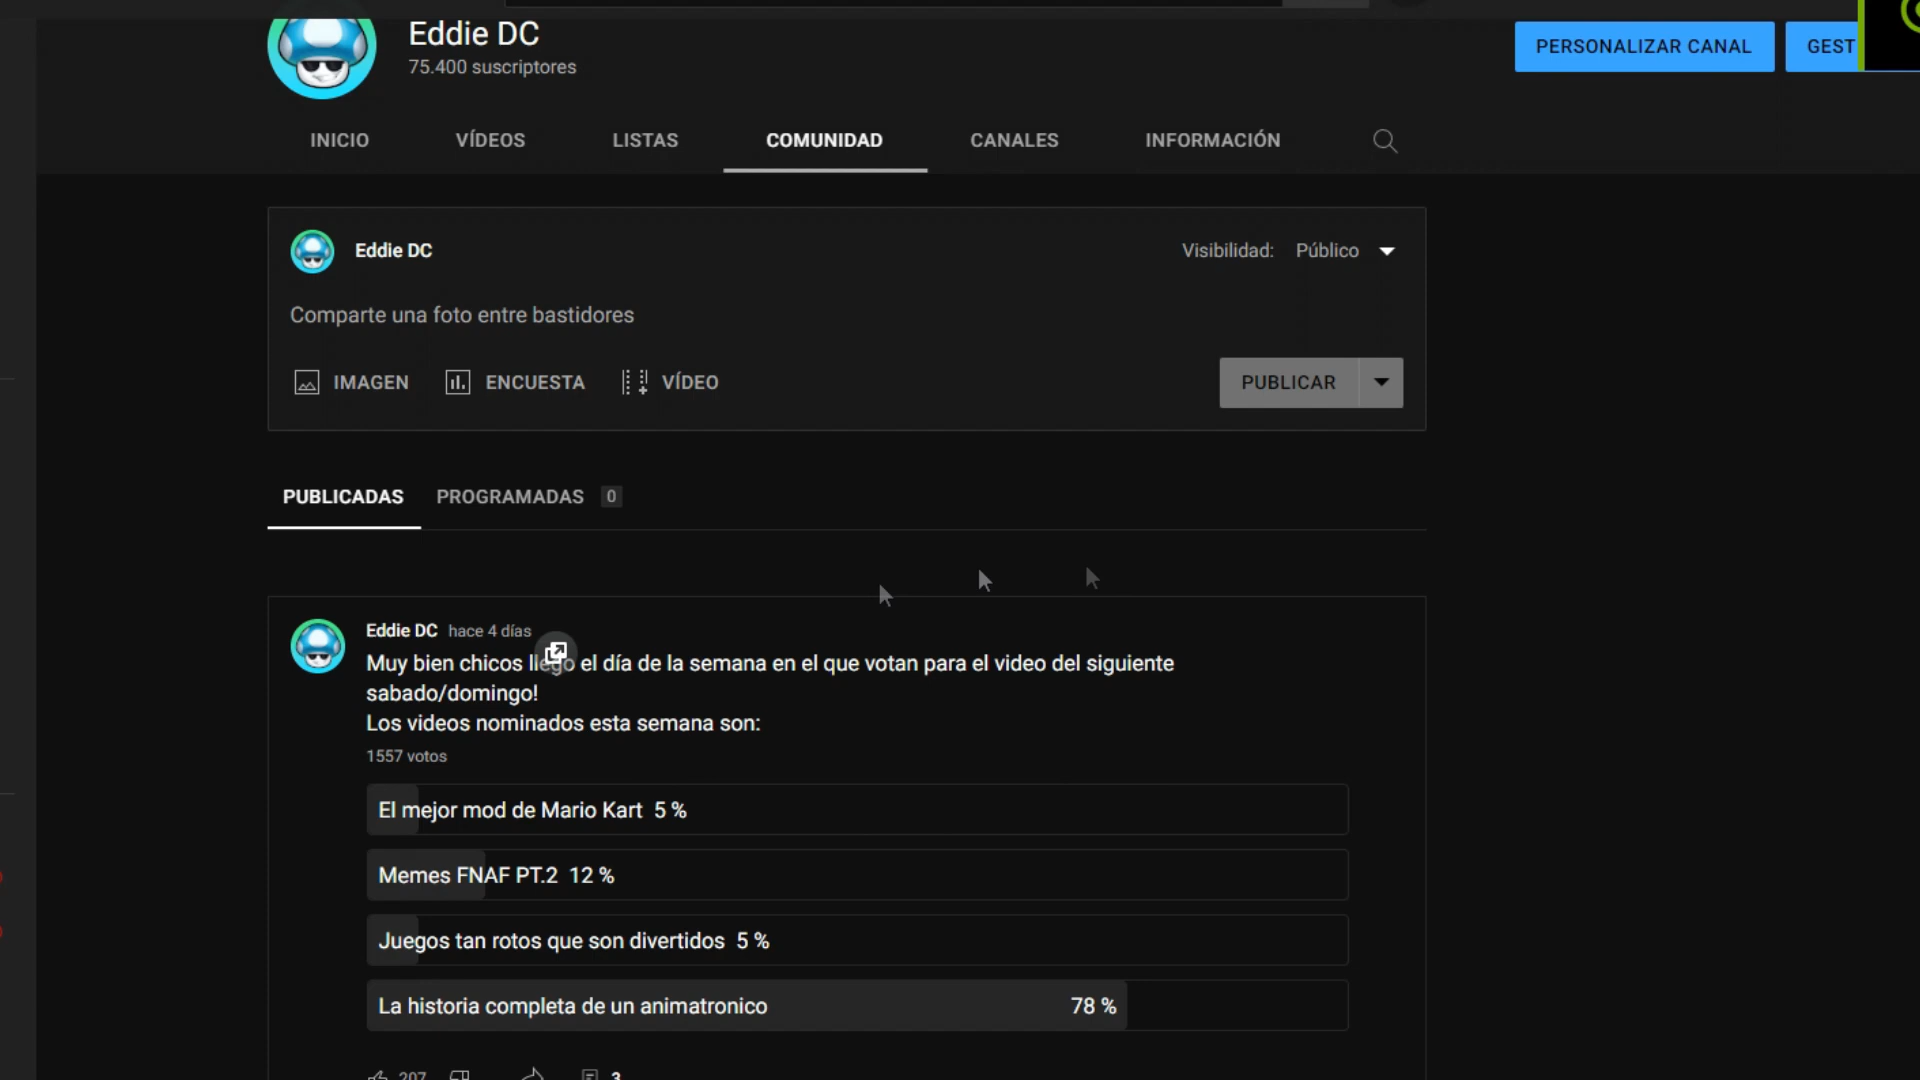 Eddie DC
75.400 suscriptores
PERSONALIZAR CANAL
GEST
INICIO
VÍDEOS
LISTAS
COMUNIDAD
CANALES
INFORMACIÓN
Eddie DC
Visibilidad: Público
Comparte una foto entre bastidores
IMAGEN
ENCUESTA
VÍDEO
PUBLICAR
PUBLICADAS
PROGRAMADAS 0
Eddie DC hace 4 días
Muy bien chicos llego el día de la semana en el que votan para el video del siguiente
sabado/domingo!
Los videos nominados esta semana son:
1557 votos
El mejor mod de Mario Kart 5 %
Memes FNAF PT.2 12 %
Juegos tan rotos que son divertidos 5 %
La historia completa de un animatronico 78 %
207
3